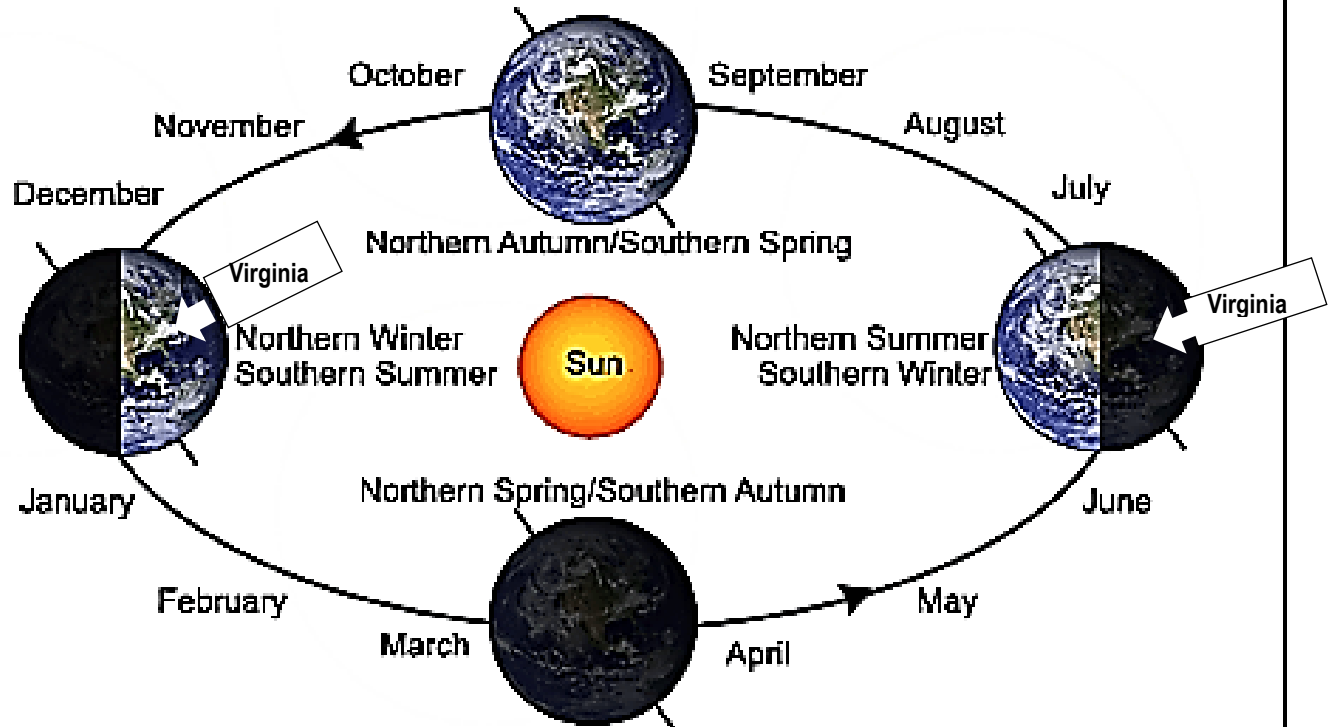 October
September
November
August
December
July
Northern Autumn/Southern Spring
Virginia
Virginia
Northern Winter
Southern Summer
Sun
Northern Summer
Southern Winter
January
Northern Spring/Southern Autumn
June
February
May
March
April